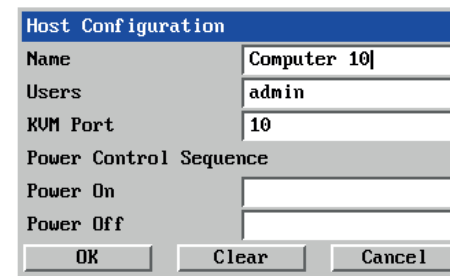 Host Configuration
Name Computer 10
Users admin
KVM Port 10
Power Control Sequence
Power On
Power Off
OK Clear Cancel